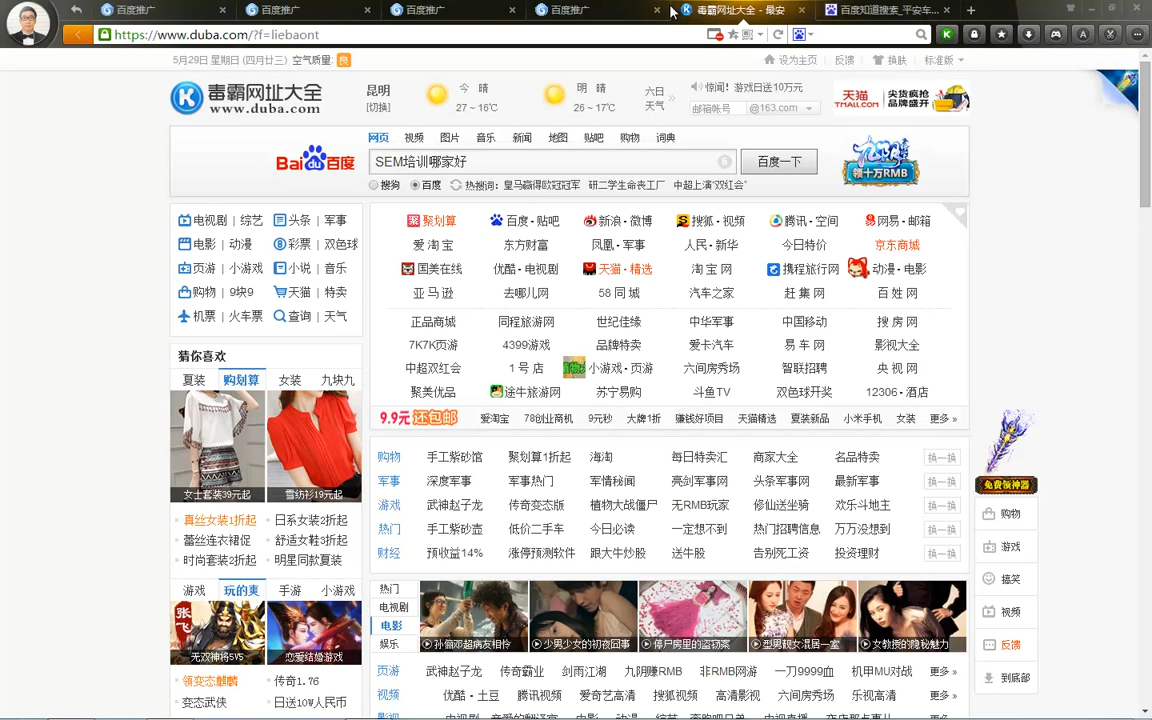 百度推广 百度推广 百度推广 百度推广 毒霸网址大全 - 最安 百度知道搜索_平安车...
https://www.duba.com/?f=liebaont
5月29日 星期日 (四月廿三) 空气质量: 良 设为主页 反馈 换肤 标准版
毒霸网址大全
www.duba.com
昆明 [切换] 今 晴 27 ~ 16℃ 明 晴 26 ~ 17℃ 六日天气
惊闻! 游戏日送10万元
邮箱帐号 @163.com
天猫 TMALL.COM 尖货疯抢 品牌盛开
网页 视频 图片 音乐 新闻 地图 贴吧 购物 词典
Bai百度 SEM培训哪家好 百度一下
领十万RMB
搜狗 百度 热搜词: 皇马赢得欧冠冠军 研二学生命丧工厂 中超上演"双红会"
电视剧 | 综艺 头条 | 军事
电影 | 动漫 彩票 | 双色球
页游 | 小游戏 小说 | 音乐
购物 | 9块9 天猫 | 特卖
机票 | 火车票 查询 | 天气
聚划算 百度·贴吧 新浪·微博 搜狐·视频 腾讯·空间 网易·邮箱
爱淘宝 东方财富 凤凰·军事 人民·新华 今日特价 京东商城
国美在线 优酷·电视剧 天猫·精选 淘宝网 携程旅行网 动漫·电影
亚马逊 去哪儿网 58同城 汽车之家 赶集网 百姓网
正品商城 同程旅游网 世纪佳缘 中华军事 中国移动 搜房网
7K7K页游 4399游戏 品牌特卖 爱卡汽车 易车网 影视大全
中超双红会 1号店 小游戏·页游 六间房秀场 智联招聘 央视网
聚美优品 途牛旅游网 苏宁易购 斗鱼TV 双色球开奖 12306·酒店
9.9元还包邮 爱淘宝 788创业商机 9元秒 大牌1折 赚钱好项目 天猫精选 夏装新品 小米手机 女装 更多 »
猜你喜欢
夏装 购划算 女装 九块九
女士套装39元起 雪纺衫19元起
真丝女装1折起 日系女装2折起
蕾丝连衣裙促 舒适女鞋3折起
时尚套装2折起 明星同款夏装
游戏 玩的爽 手游 小游戏
张飞
无双神将5V5 恋爱结婚游戏
领变态麒麟 传奇1.76
变态武侠 日送10W人民币
购物 手工紫砂馆 聚划算1折起 海淘 每日特卖汇 商家大全 名品特卖 换一换
军事 深度军事 军事热门 军情秘闻 亮剑军事网 头条军事网 最新军事 换一换
游戏 武神赵子龙 传奇变态版 植物大战僵尸 无RMB玩家 修仙送坐骑 欢乐斗地主 换一换
热门 手工紫砂壶 低价二手车 今日必读 一定想不到 热门招聘信息 万万没想到 换一换
财经 预收益14% 涨停预测软件 跟大牛炒股 送牛股 告别死工资 投资理财 换一换
热门
电视剧
电影
娱乐
孙俪邓超病友相怜 少男少女的初夜囧事 停尸房里的盗窃案 型男靓女混居一室 女教授的隐秘魅力
页游 武神赵子龙 传奇霸业 剑雨江湖 九阴赚RMB 非RMB网游 一刀9999血 机甲MU对战 更多 »
视频 优酷·土豆 腾讯视频 爱奇艺高清 搜狐视频 高清影视 六间房秀场 乐视高清 更多 »
免费领神器
购物
游戏
搞笑
视频
反馈
到底部